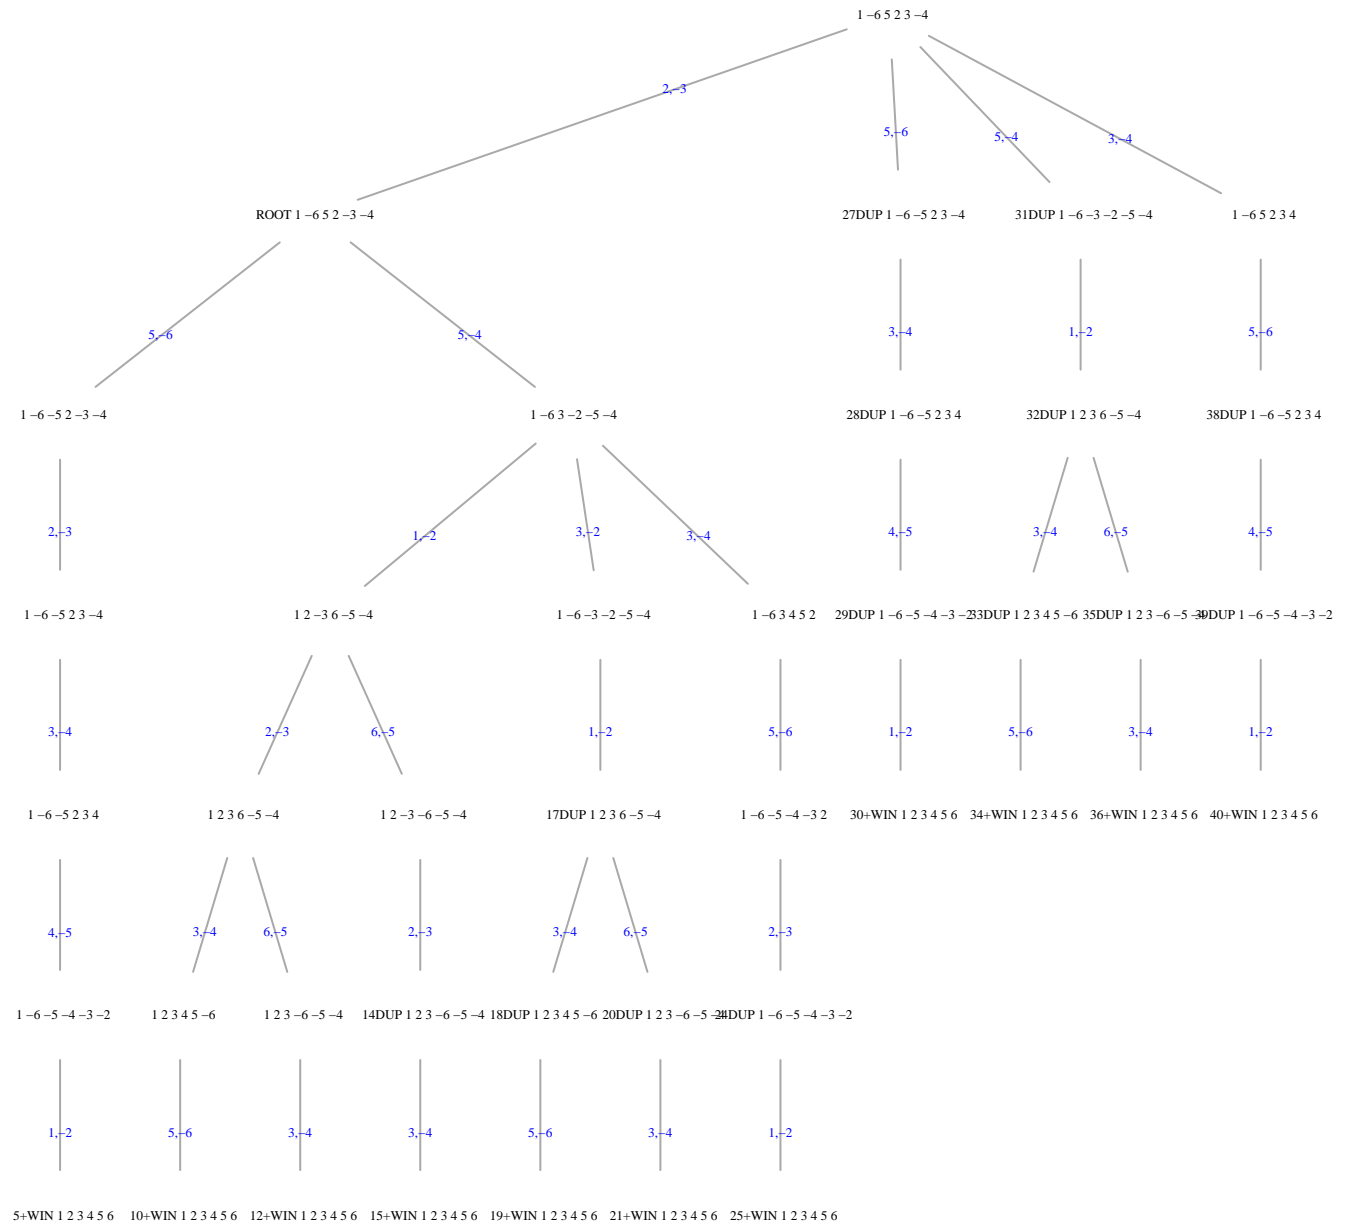 1 −6 5 2 3 −4
2,−3
5,−6
5,−4
3,−4
ROOT 1 −6 5 2 −3 −4
27DUP 1 −6 −5 2 3 −4
31DUP 1 −6 −3 −2 −5 −4
1 −6 5 2 3 4
5,−6
5,−4
3,−4
1,−2
5,−6
1 −6 −5 2 −3 −4
1 −6 3 −2 −5 −4
28DUP 1 −6 −5 2 3 4
32DUP 1 2 3 6 −5 −4
38DUP 1 −6 −5 2 3 4
2,−3
1,−2
3,−2
3,−4
4,−5
3,−4
6,−5
4,−5
1 −6 −5 2 3 −4
1 2 −3 6 −5 −4
1 −6 −3 −2 −5 −4
1 −6 3 4 5 2
29DUP 1 −6 −5 −4 −3 −2
33DUP 1 2 3 4 5 −6
35DUP 1 2 3 −6 −5 −4
39DUP 1 −6 −5 −4 −3 −2
3,−4
2,−3
6,−5
1,−2
5,−6
1,−2
5,−6
3,−4
1,−2
1 −6 −5 2 3 4
1 2 3 6 −5 −4
1 2 −3 −6 −5 −4
17DUP 1 2 3 6 −5 −4
1 −6 −5 −4 −3 2
30+WIN 1 2 3 4 5 6
34+WIN 1 2 3 4 5 6
36+WIN 1 2 3 4 5 6
40+WIN 1 2 3 4 5 6
4,−5
3,−4
6,−5
2,−3
3,−4
6,−5
2,−3
1 −6 −5 −4 −3 −2
1 2 3 4 5 −6
1 2 3 −6 −5 −4
14DUP 1 2 3 −6 −5 −4
18DUP 1 2 3 4 5 −6
20DUP 1 2 3 −6 −5 −4
24DUP 1 −6 −5 −4 −3 −2
1,−2
5,−6
3,−4
3,−4
5,−6
3,−4
1,−2
5+WIN 1 2 3 4 5 6
10+WIN 1 2 3 4 5 6
12+WIN 1 2 3 4 5 6
15+WIN 1 2 3 4 5 6
19+WIN 1 2 3 4 5 6
21+WIN 1 2 3 4 5 6
25+WIN 1 2 3 4 5 6